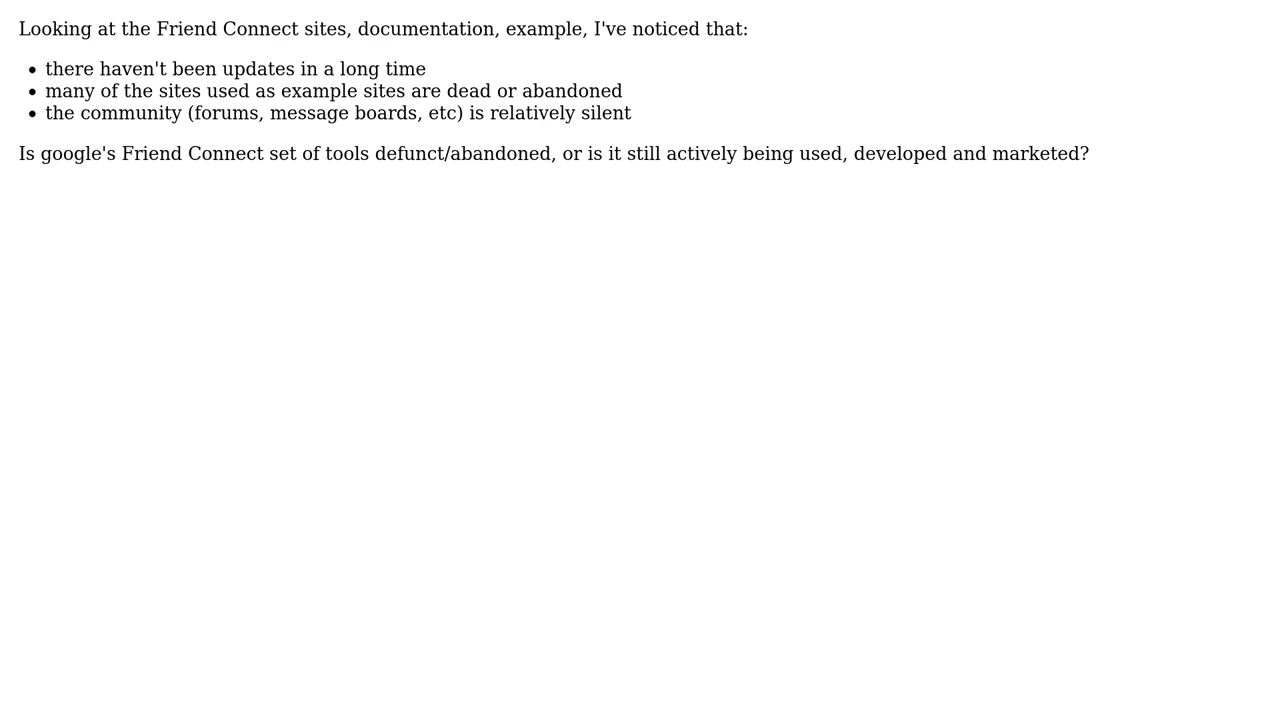 Looking at the Friend Connect sites, documentation, example, I've noticed that:
• there haven't been updates in a long time
• many of the sites used as example sites are dead or abandoned
• the community (forums, message boards, etc) is relatively silent
Is google's Friend Connect set of tools defunct/abandoned, or is it still actively being used, developed and marketed?